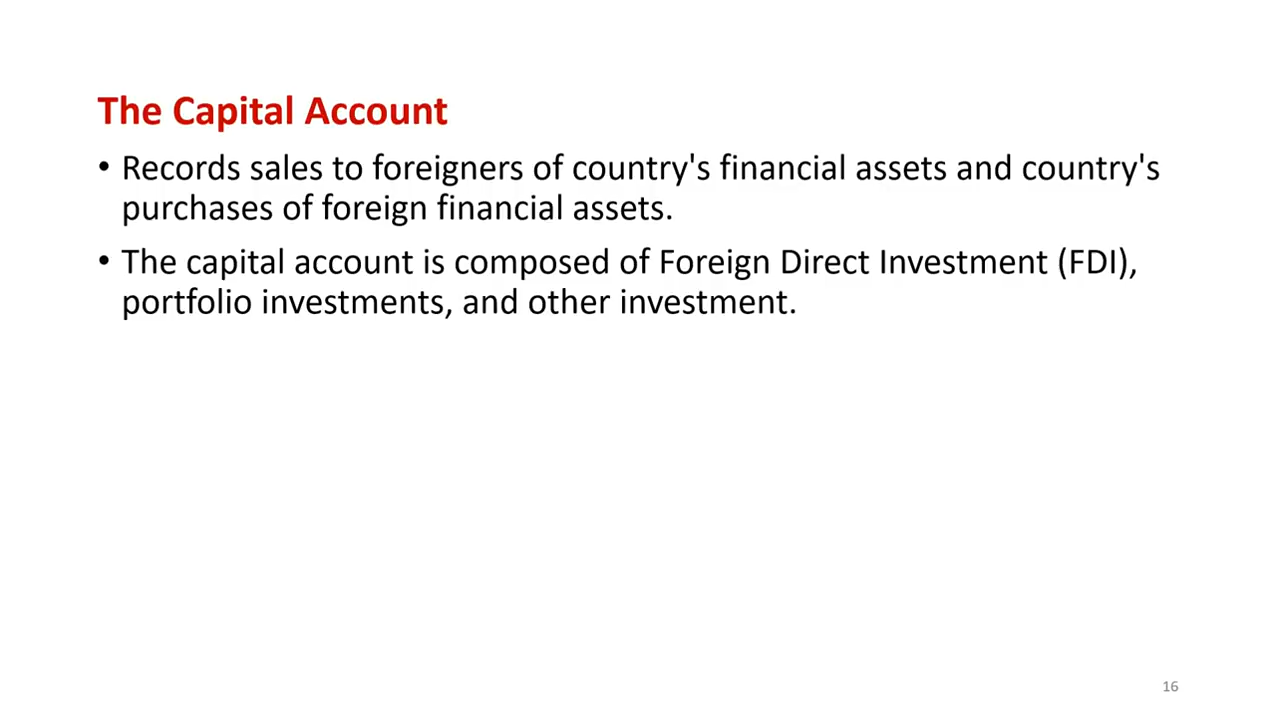 The Capital Account
• Records sales to foreigners of country's financial assets and country's
purchases of foreign financial assets.
• The capital account is composed of Foreign Direct Investment (FDI),
portfolio investments, and other investment.
16